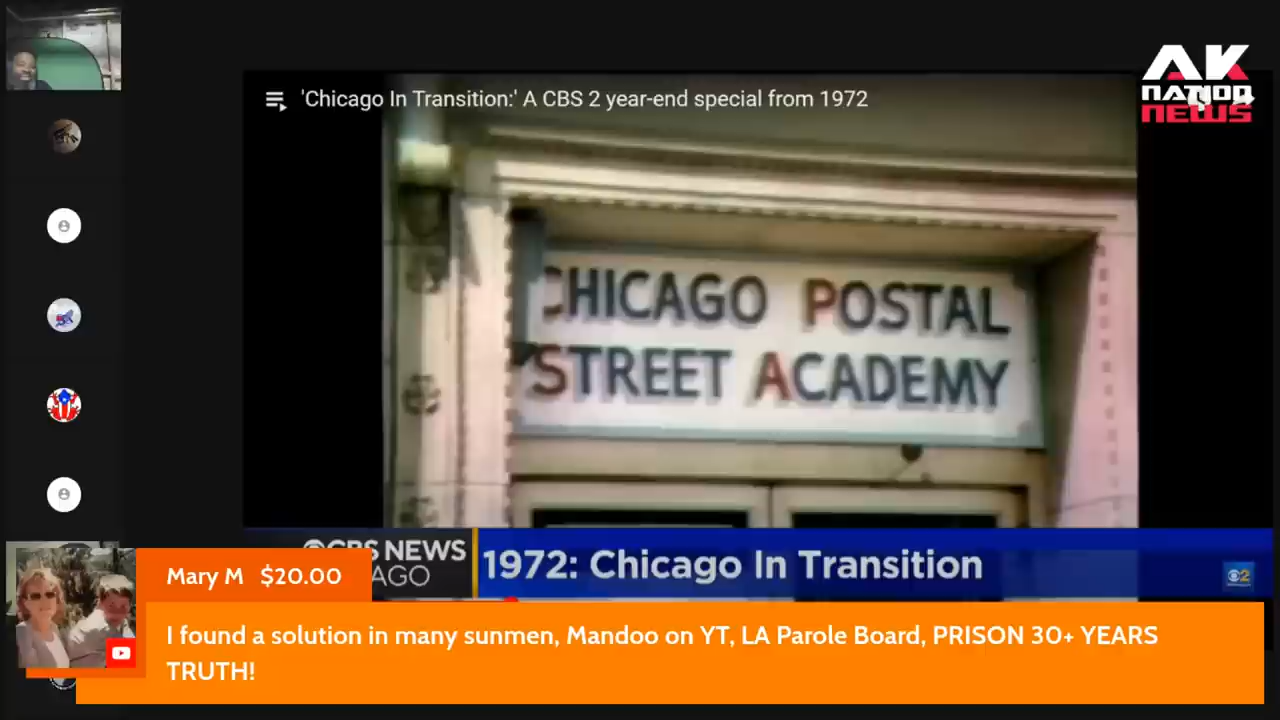 'Chicago In Transition:' A CBS 2 year-end special from 1972
AK
NATION
NEWS
CHICAGO POSTAL
STREET ACADEMY
CBS NEWS
AGO
1972: Chicago In Transition
2
Mary M $20.00
I found a solution in many sunmen, Mandoo on YT, LA Parole Board, PRISON 30+ YEARS
TRUTH!